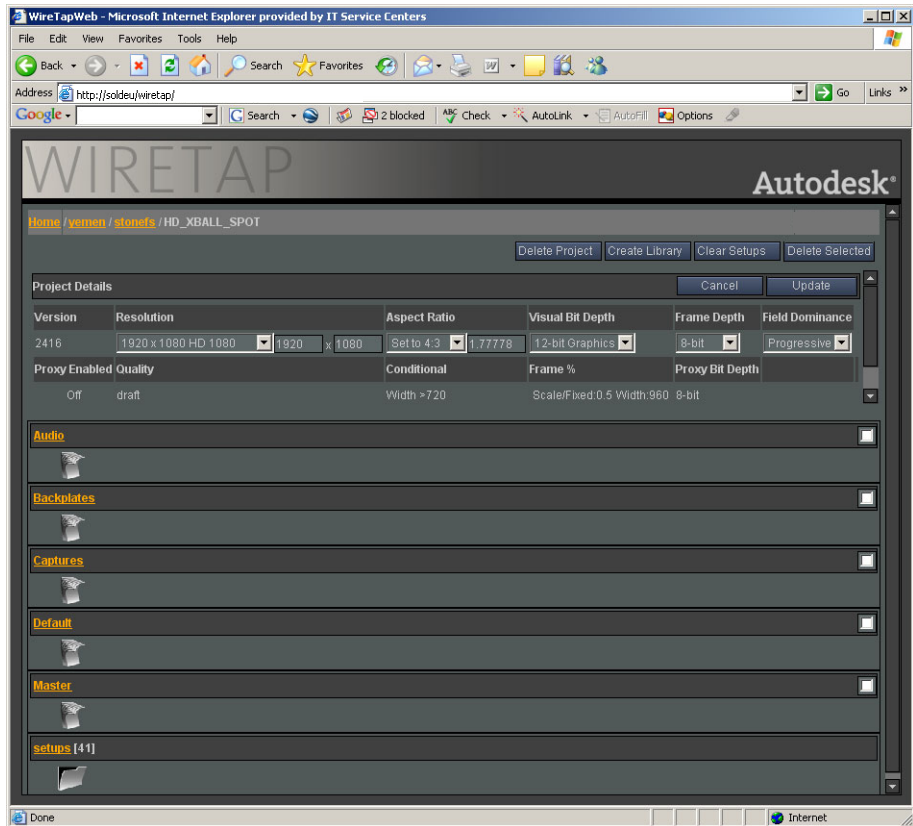 WireTapWeb - Microsoft Internet Explorer provided by IT Service Centers
File Edit View Favorites Tools Help
Back Search Favorites W
Address http://soldeu/wiretap/ Go Links »
Google G Search 2 blocked ABC Check AutoLink AutoFill Options
WIRETAP
Autodesk®
Home / yemen / stonefs / HD_XBALL_SPOT
Delete Project Create Library Clear Setups Delete Selected
Project Details Cancel Update
Version Resolution Aspect Ratio Visual Bit Depth Frame Depth Field Dominance
2416 1920 x 1080 HD 1080 1920 x 1080 Set to 4:3 1.77778 12-bit Graphics 8-bit Progressive
Proxy Enabled Quality Conditional Frame % Proxy Bit Depth
Off draft Width >720 Scale/Fixed:0.5 Width:960 8-bit
Audio
Backplates
Captures
Default
Master
setups [41]
Done Internet